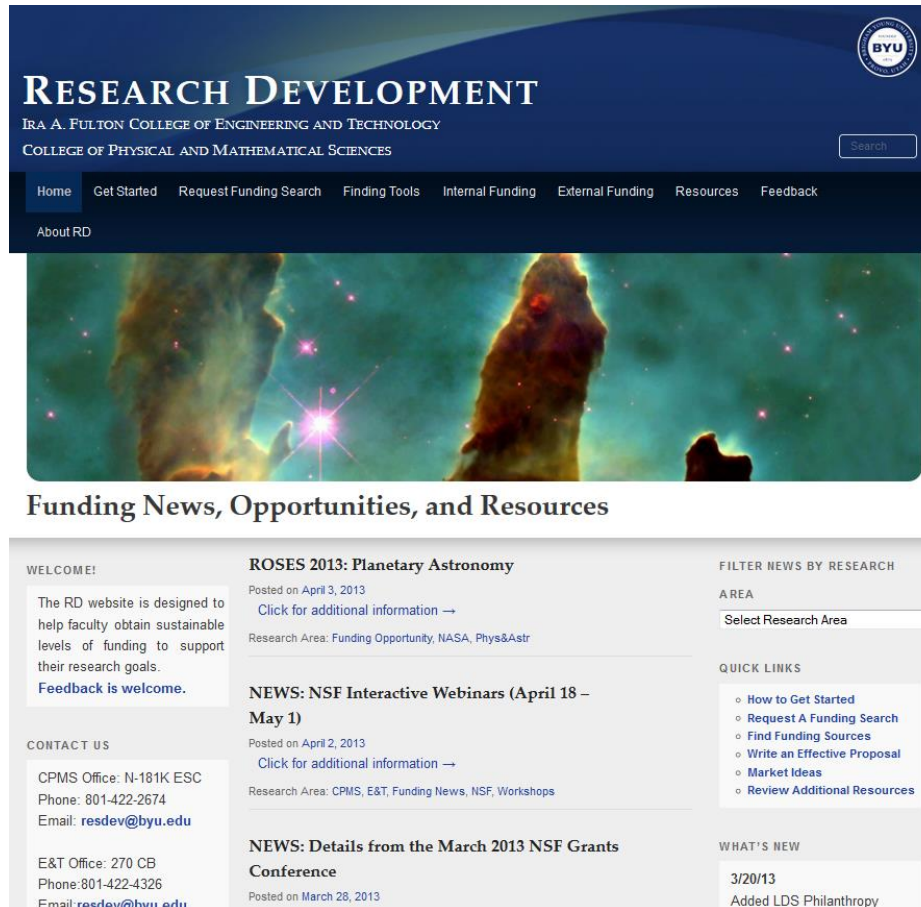 BYU
RESEARCH DEVELOPMENT
IRA A. FULTON COLLEGE OF ENGINEERING AND TECHNOLOGY
COLLEGE OF PHYSICAL AND MATHEMATICAL SCIENCES
Search
Home Get Started Request Funding Search Finding Tools Internal Funding External Funding Resources Feedback
About RD
Funding News, Opportunities, and Resources
WELCOME!
The RD website is designed to
help faculty obtain sustainable
levels of funding to support
their research goals.
Feedback is welcome.
CONTACT US
CPMS Office: N-181K ESC
Phone: 801-422-2674
Email: resdev@byu.edu
E&T Office: 270 CB
Phone:801-422-4326
Email:resdev@byu.edu
ROSES 2013: Planetary Astronomy
Posted on April 3, 2013
Click for additional information →
Research Area: Funding Opportunity, NASA, Phys&Astr
NEWS: NSF Interactive Webinars (April 18 –
May 1)
Posted on April 2, 2013
Click for additional information →
Research Area: CPMS, E&T, Funding News, NSF, Workshops
NEWS: Details from the March 2013 NSF Grants
Conference
Posted on March 28, 2013
FILTER NEWS BY RESEARCH
AREA
Select Research Area
QUICK LINKS
How to Get Started
Request A Funding Search
Find Funding Sources
Write an Effective Proposal
Market Ideas
Review Additional Resources
WHAT'S NEW
3/20/13
Added LDS Philanthropy